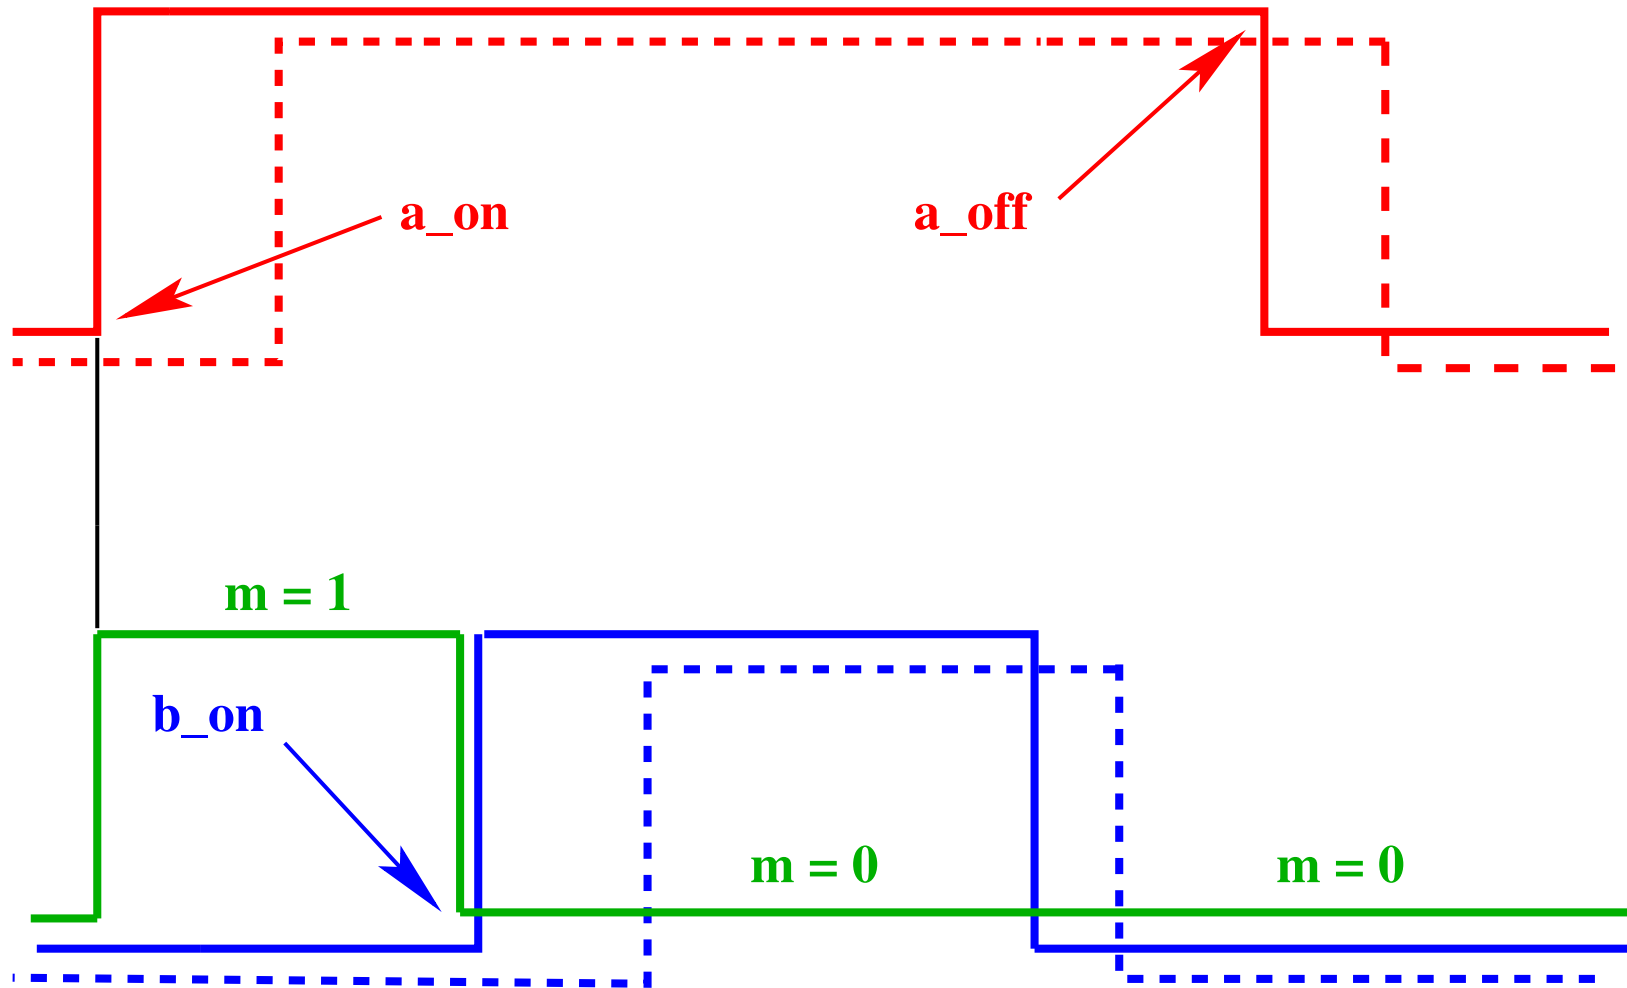 a_on
a_off
m = 1
b_on
m = 0
m = 0